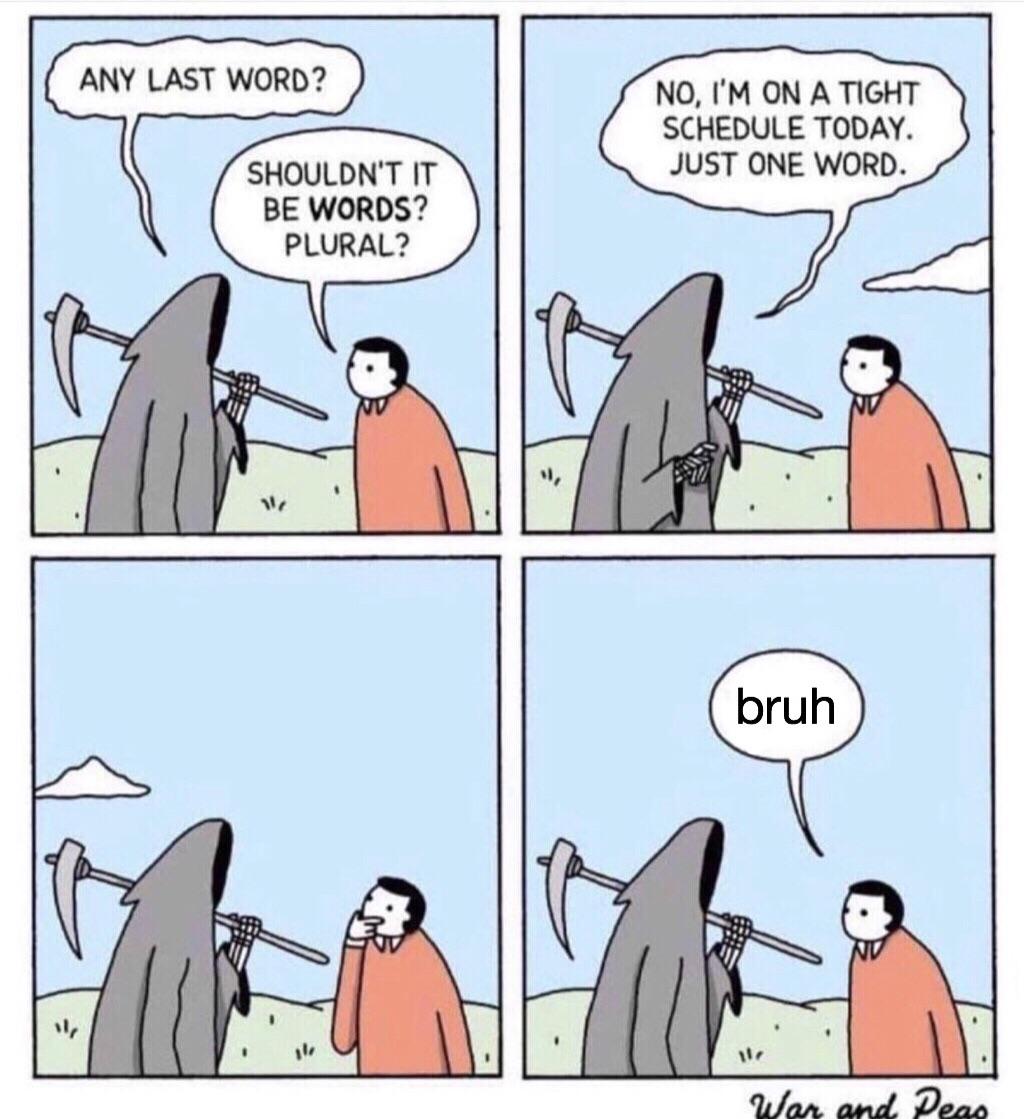 ANY LAST WORD?
SHOULDN'T IT
BE WORDS?
PLURAL?
NO, I'M ON A TIGHT
SCHEDULE TODAY.
JUST ONE WORD.
bruh
War and Peas